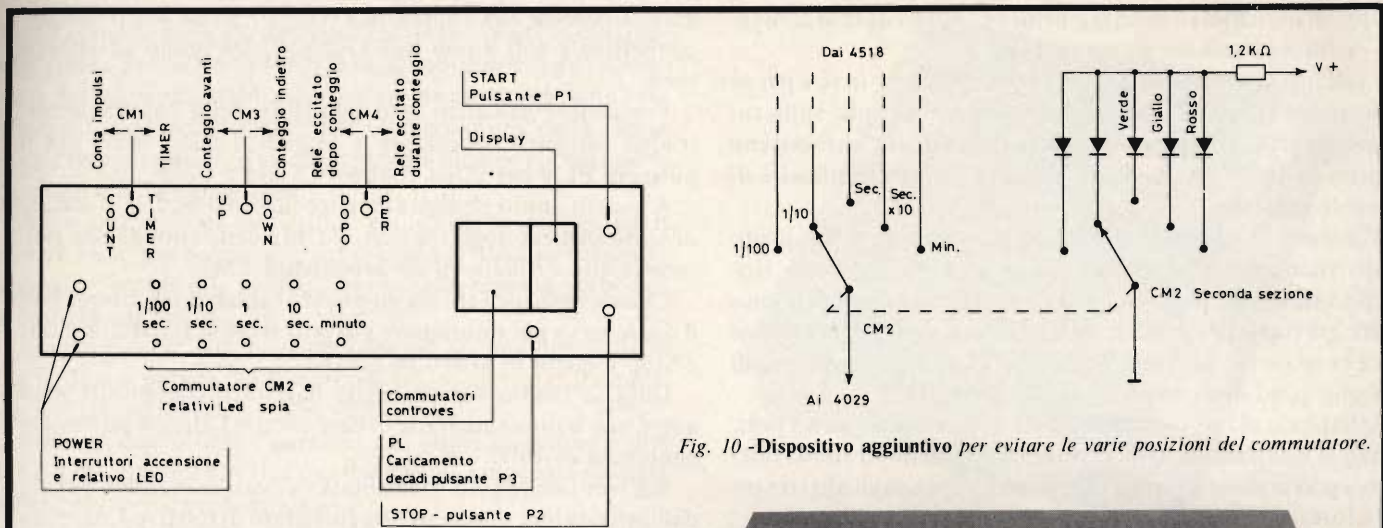 Conta impulsi
CM1
TIMER
Conteggio avanti
CM3
Conteggio indietro
Relé eccitato
dopo conteggio
CM4
Relé eccitato
durante conteggio
START
Pulsante P1
Display
COUNT
TIMER
UP
DOWN
DOPO
PER
1/100
sec.
1/10
sec.
1
sec.
10
sec.
1
minuto
Commutatore CM2 e
relativi Led spia
POWER
Interruttori accensione
e relativo LED
Commutatori
controves
PL
Caricamento
decadi pulsante P3
STOP - pulsante P2
Dai 4518
1/100
1/10
Sec.
Sec.
x10
Min.
CM2
Ai 4029
1,2KΩ
V+
Verde
Giallo
Rosso
CM2 Seconda sezione
Fig. 10 -Dispositivo aggiuntivo per evitare le varie posizioni del commutatore.